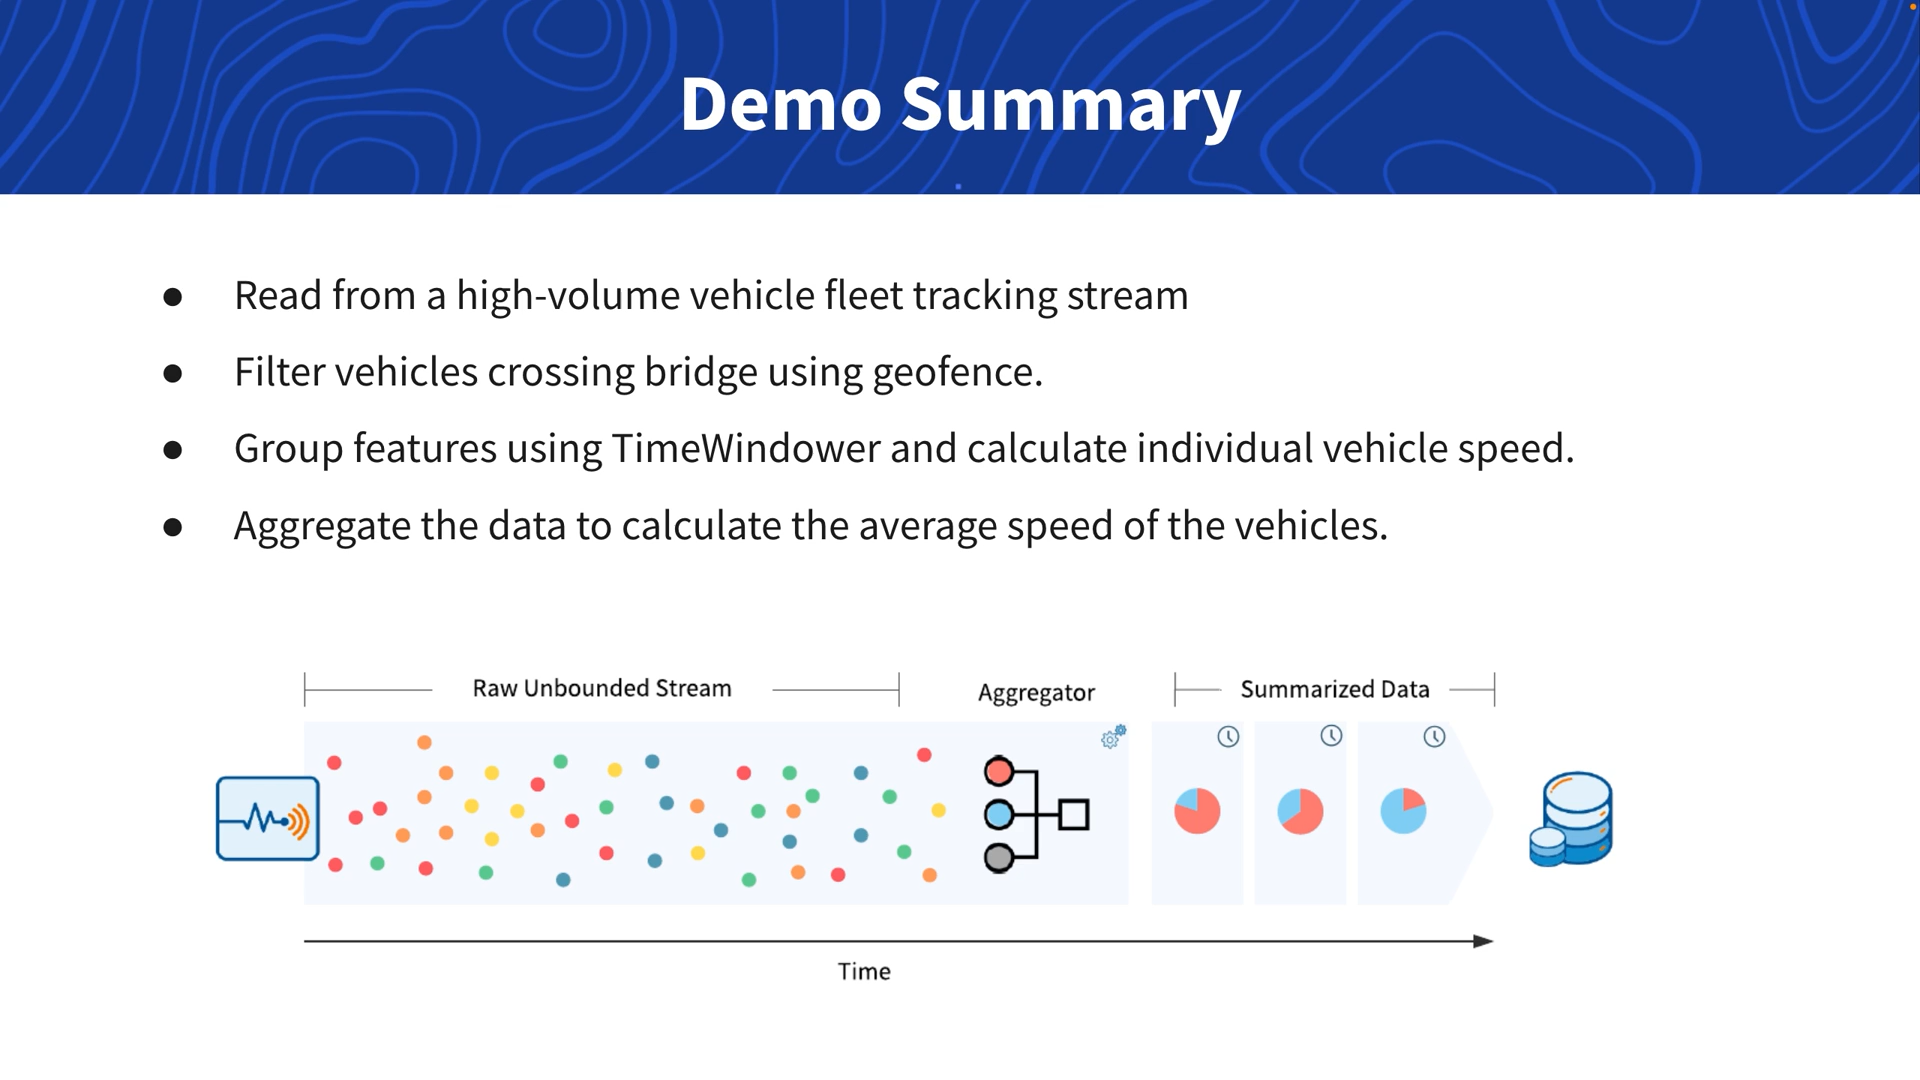 Demo Summary
● Read from a high-volume vehicle fleet tracking stream
● Filter vehicles crossing bridge using geofence.
● Group features using TimeWindower and calculate individual vehicle speed.
● Aggregate the data to calculate the average speed of the vehicles.
Raw Unbounded Stream
Aggregator
Summarized Data
Time